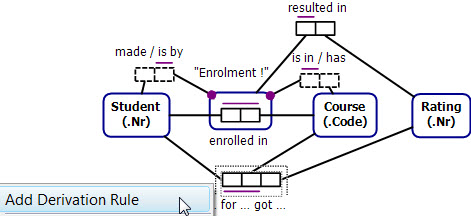 resulted in
made / is by
"Enrolment !"
is in / has
Student
(.Nr)
Course
(.Code)
Rating
(.Nr)
enrolled in
Add Derivation Rule
... for ... got ...